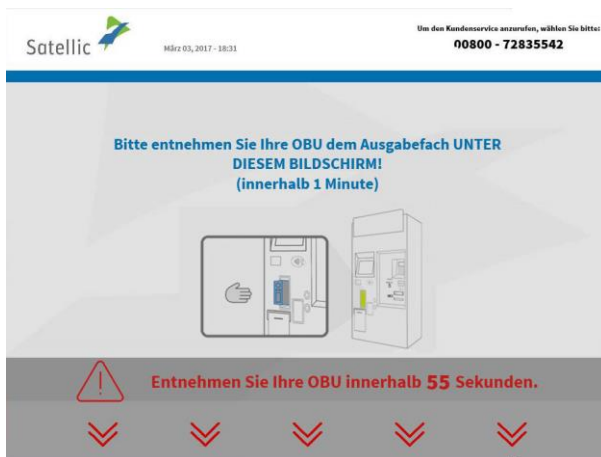 Satellic
März 03, 2017 - 18:31
Um den Kundenservice anzurufen, wählen Sie bitte:
00800 - 72835542
Bitte entnehmen Sie Ihre OBU dem Ausgabefach UNTER
DIESEM BILDSCHIRM!
(innerhalb 1 Minute)
Entnehmen Sie Ihre OBU innerhalb 55 Sekunden.